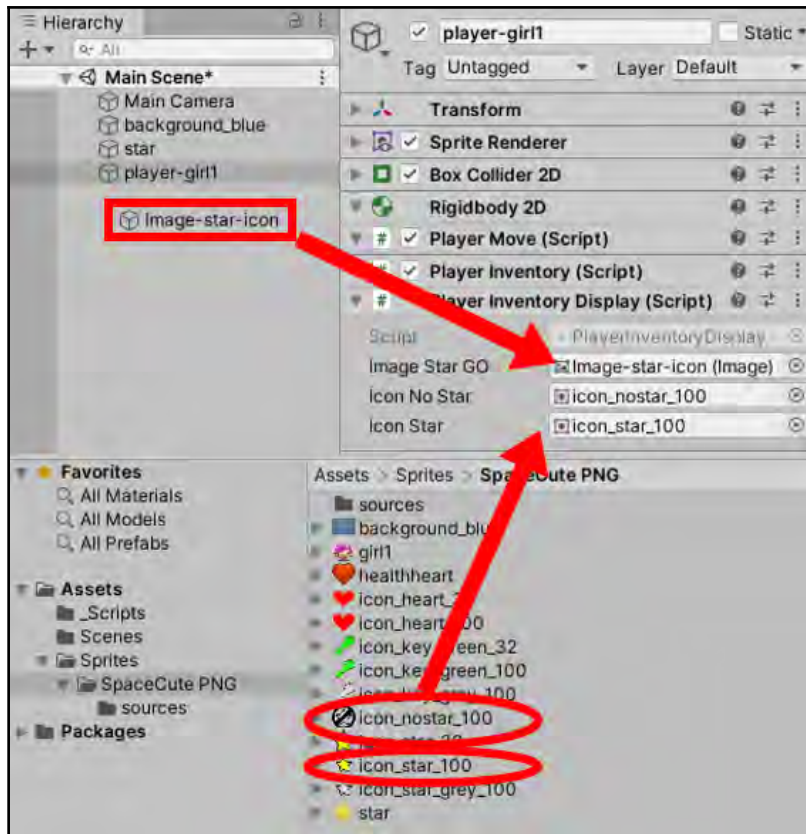 Hierarchy
All
Main Scene*
Main Camera
background_blue
star
player-girl1
Image-star-icon
player-girl1
Static
Tag Untagged Layer Default
Transform
Sprite Renderer
Box Collider 2D
Rigidbody 2D
Player Move (Script)
Player Inventory (Script)
Player Inventory Display (Script)
Script PlayerInventoryDisplay
Image Star GO Image-star-icon (Image)
Icon No Star icon_nostar_100
Icon Star icon_star_100
Favorites
All Materials
All Models
All Prefabs
Assets
_Scripts
Scenes
Sprites
SpaceCute PNG
sources
Packages
Assets > Sprites > SpaceCute PNG
sources
girl1
healthheart
icon_key_green_32
icon_key_green_100
icon_nostar_100
icon_star_100
icon_star_grey_100
star